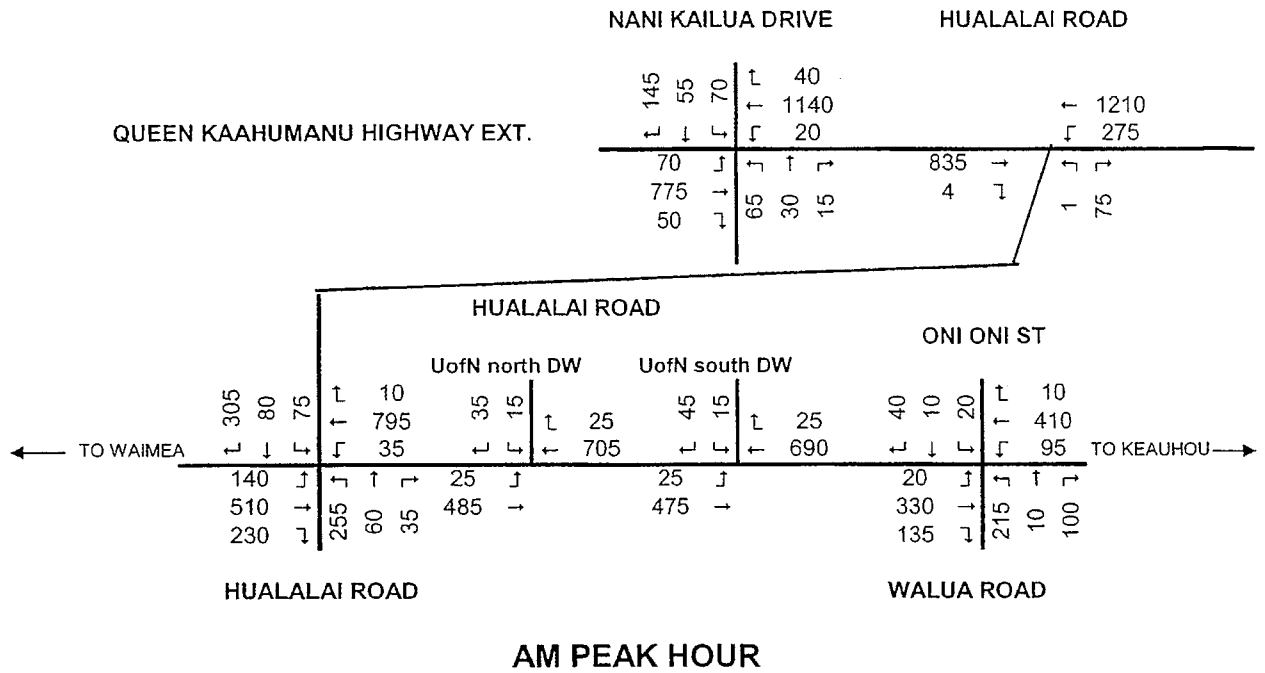 NANI KAILUA DRIVE HUALALAI ROAD
145 55 70 40
1140 1210
QUEEN KAAHUMANU HIGHWAY EXT. 20 275
70 835
775 65 30 15 4 1 75
50
HUALALAI ROAD
ONI ONI ST
UofN north DW UofN south DW
305 80 75 10 35 15 25 45 15 25 40 10 20 10
795 410
TO WAIMEA 35 705 690 95 TO KEAUHOU
140 25 25 20
510 255 60 35 485 475 330 215 10 100
230 135
HUALALAI ROAD WALUA ROAD
AM PEAK HOUR